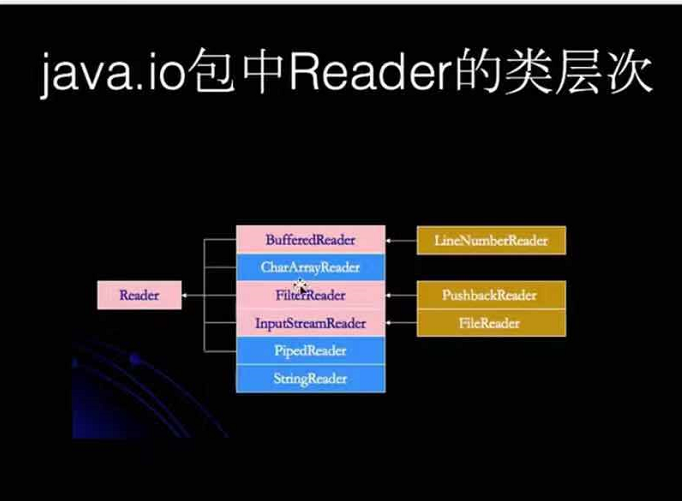 java.io包中Reader的类层次
BufferedReader
LineNumberReader
CharArrayReader
Reader
FilterReader
PushbackReader
InputStreamReader
FileReader
PipedReader
StringReader